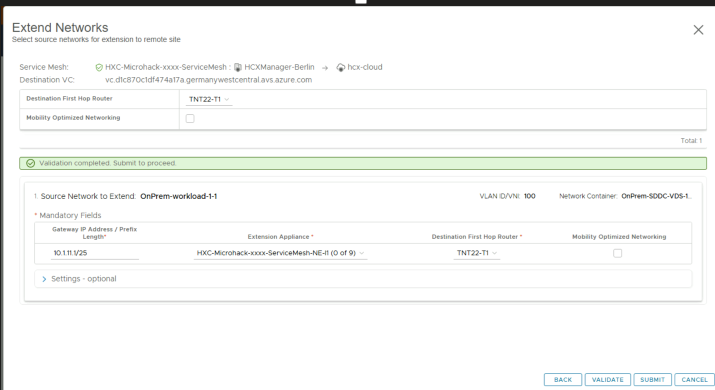 Extend Networks
Select source networks for extension to remote site
Service Mesh: HXC-Microhack-xxxx-ServiceMesh : HCXManager-Berlin → hcx-cloud
Destination VC: vc.d1c870c1df474a17a.germanywestcentral.avs.azure.com
Destination First Hop Router TNT22-T1
Mobility Optimized Networking
Total: 1
Validation completed. Submit to proceed.
1. Source Network to Extend: OnPrem-workload-1-1 VLAN ID/VNI: 100 Network Container: OnPrem-SDDC-VDS-1..
* Mandatory Fields
Gateway IP Address / Prefix Length* Extension Appliance * Destination First Hop Router * Mobility Optimized Networking
10.1.11.1/25 HXC-Microhack-xxxx-ServiceMesh-NE-I1 (0 of 9) TNT22-T1
Settings - optional
BACK VALIDATE SUBMIT CANCEL